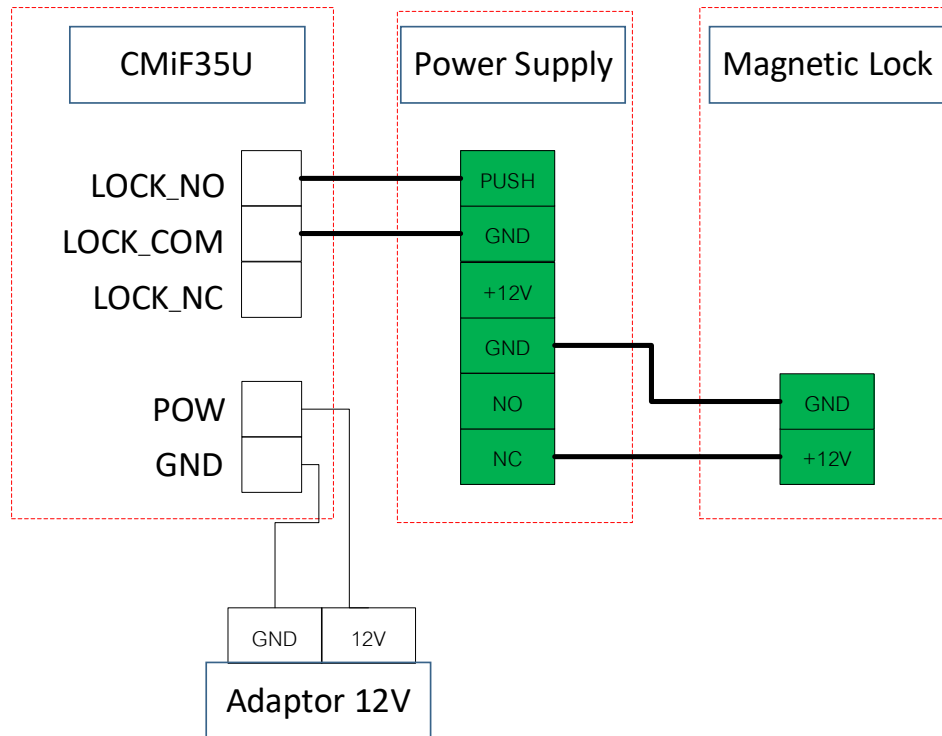 CMiF35U
Power Supply
Magnetic Lock
LOCK_NO
LOCK_COM
LOCK_NC
POW
GND
PUSH
GND
+12V
GND
NO
NC
GND
+12V
GND
12V
Adaptor 12V